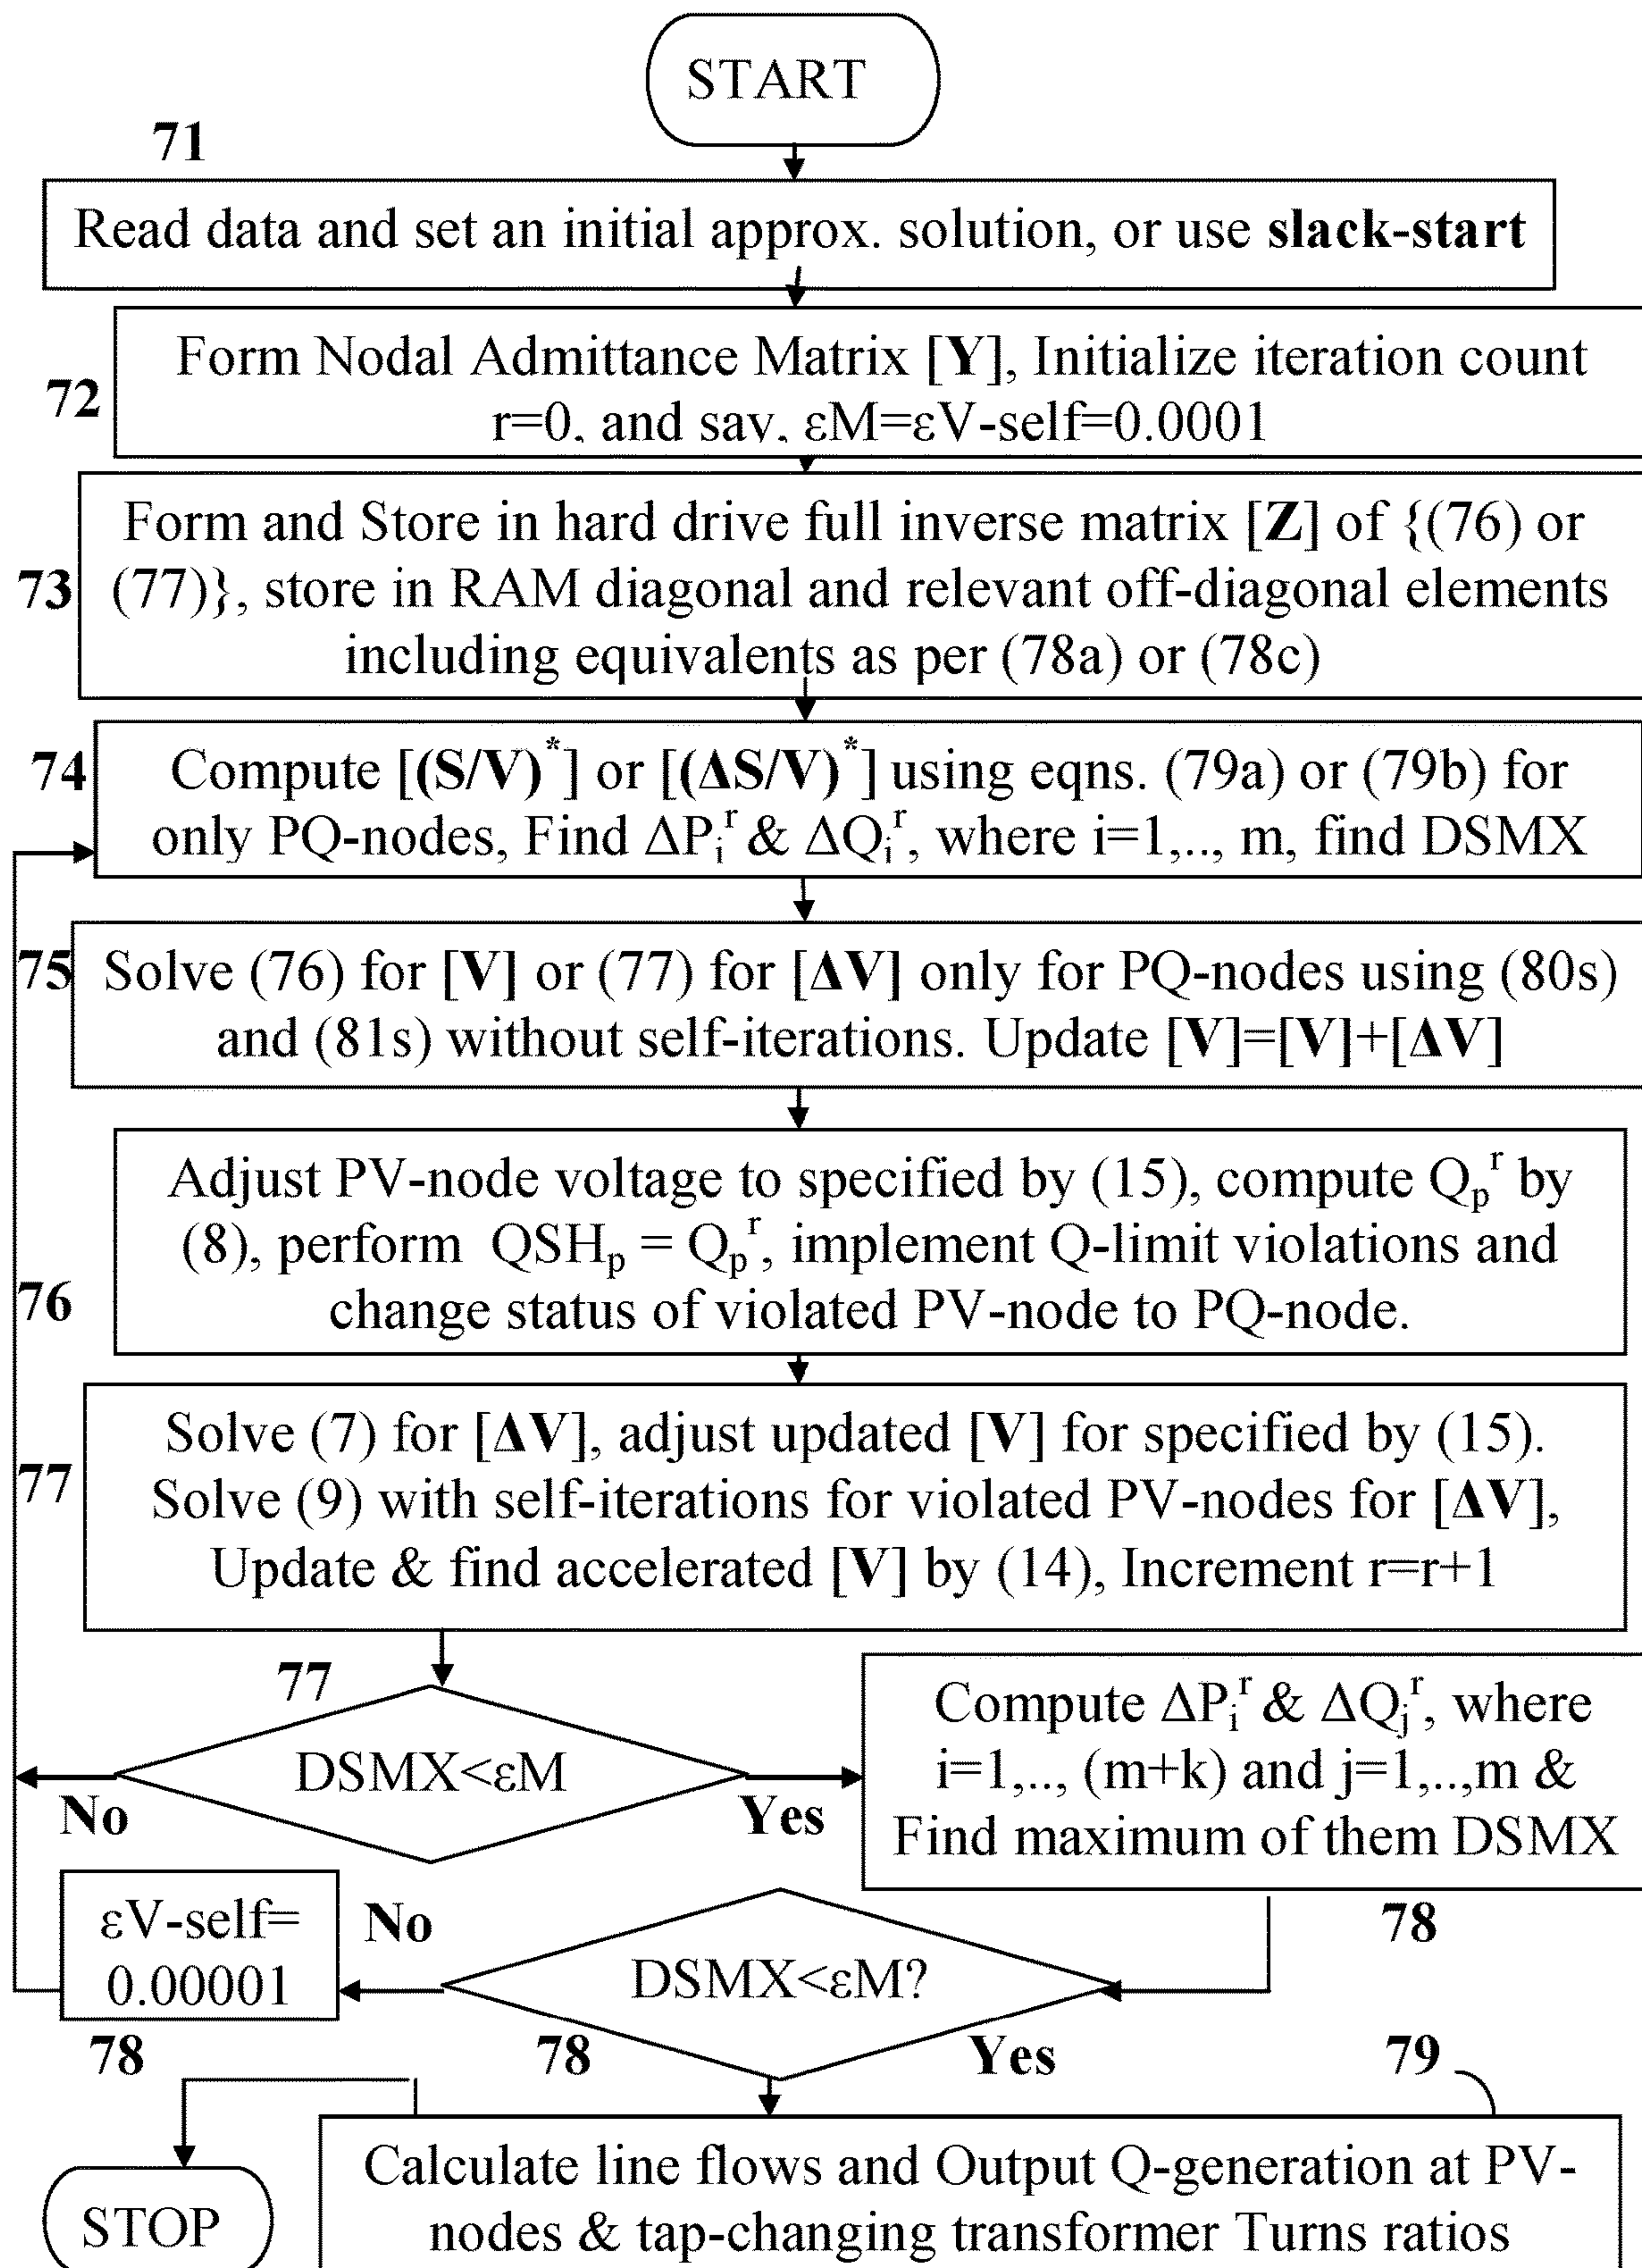 START
71
Read data and set an initial approx. solution, or use slack-start
72
Form Nodal Admittance Matrix [Y], Initialize iteration count
r=0, and say, εM=εV-self=0.0001
73
Form and Store in hard drive full inverse matrix [Z] of {(76) or
(77)}, store in RAM diagonal and relevant off-diagonal elements
including equivalents as per (78a) or (78c)
74
Compute [(S/V)*] or [(ΔS/V)*] using eqns. (79a) or (79b) for
only PQ-nodes, Find ΔPᵢʳ & ΔQᵢʳ, where i=1,.., m, find DSMX
75
Solve (76) for [V] or (77) for [ΔV] only for PQ-nodes using (80s)
and (81s) without self-iterations. Update [V]=[V]+[ΔV]
76
Adjust PV-node voltage to specified by (15), compute Qₚʳ by
(8), perform QSHₚ = Qₚʳ, implement Q-limit violations and
change status of violated PV-node to PQ-node.
77
Solve (7) for [ΔV], adjust updated [V] for specified by (15).
Solve (9) with self-iterations for violated PV-nodes for [ΔV],
Update & find accelerated [V] by (14), Increment r=r+1
77
DSMX<εM
No
Yes
Compute ΔPᵢʳ & ΔQⱼʳ, where
i=1,.., (m+k) and j=1,..,m &
Find maximum of them DSMX
78
εV-self=
0.00001
78
No
DSMX<εM?
78
Yes
79
STOP
Calculate line flows and Output Q-generation at PV-
nodes & tap-changing transformer Turns ratios